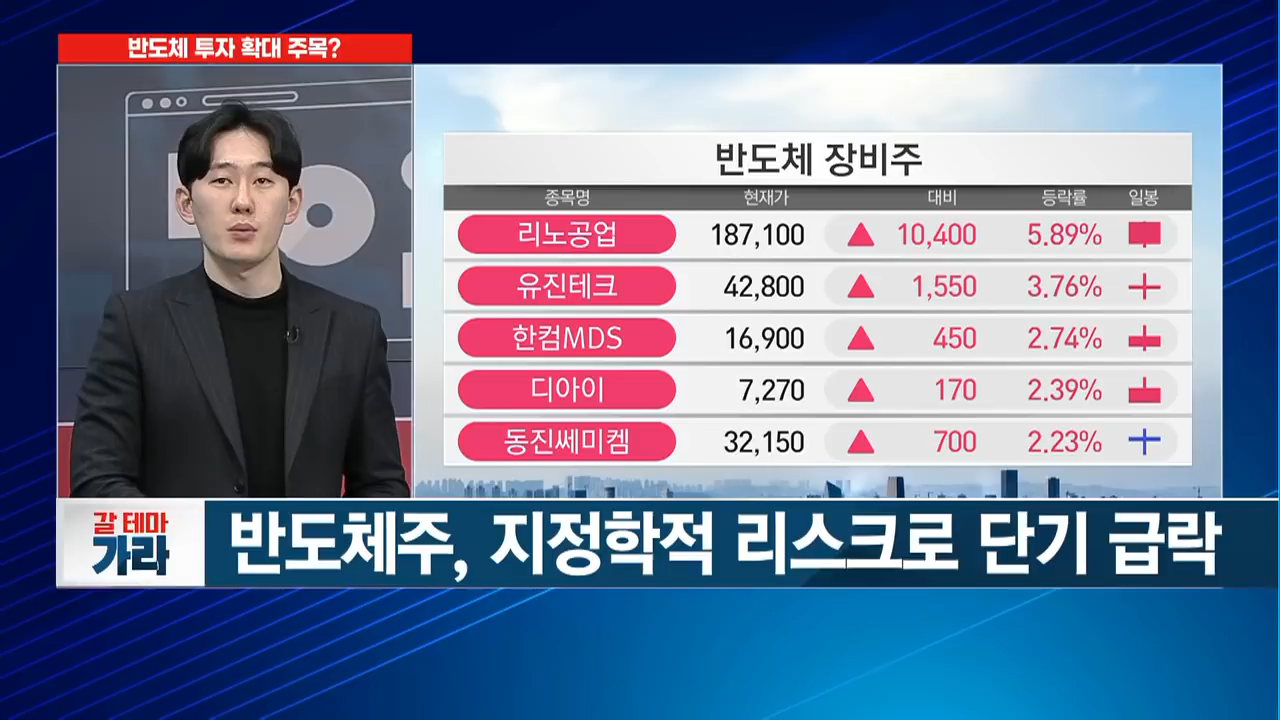 반도체 투자 확대 주목?
반도체 장비주
종목명 현재가 대비 등락률 일봉
리노공업 187,100 ▲ 10,400 5.89%
유진테크 42,800 ▲ 1,550 3.76%
한컴MDS 16,900 ▲ 450 2.74%
디아이 7,270 ▲ 170 2.39%
동진쎄미켐 32,150 ▲ 700 2.23%
갈 테마
가라
반도체주, 지정학적 리스크로 단기 급락